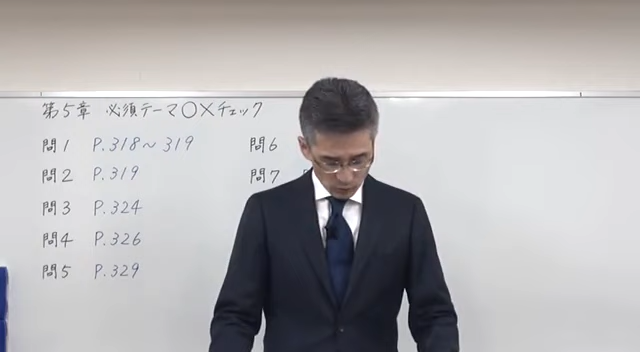 第5章 必須テーマ○×チェック
問1 P.318～319
問2 P.319
問3 P.324
問4 P.326
問5 P.329
問6
問7